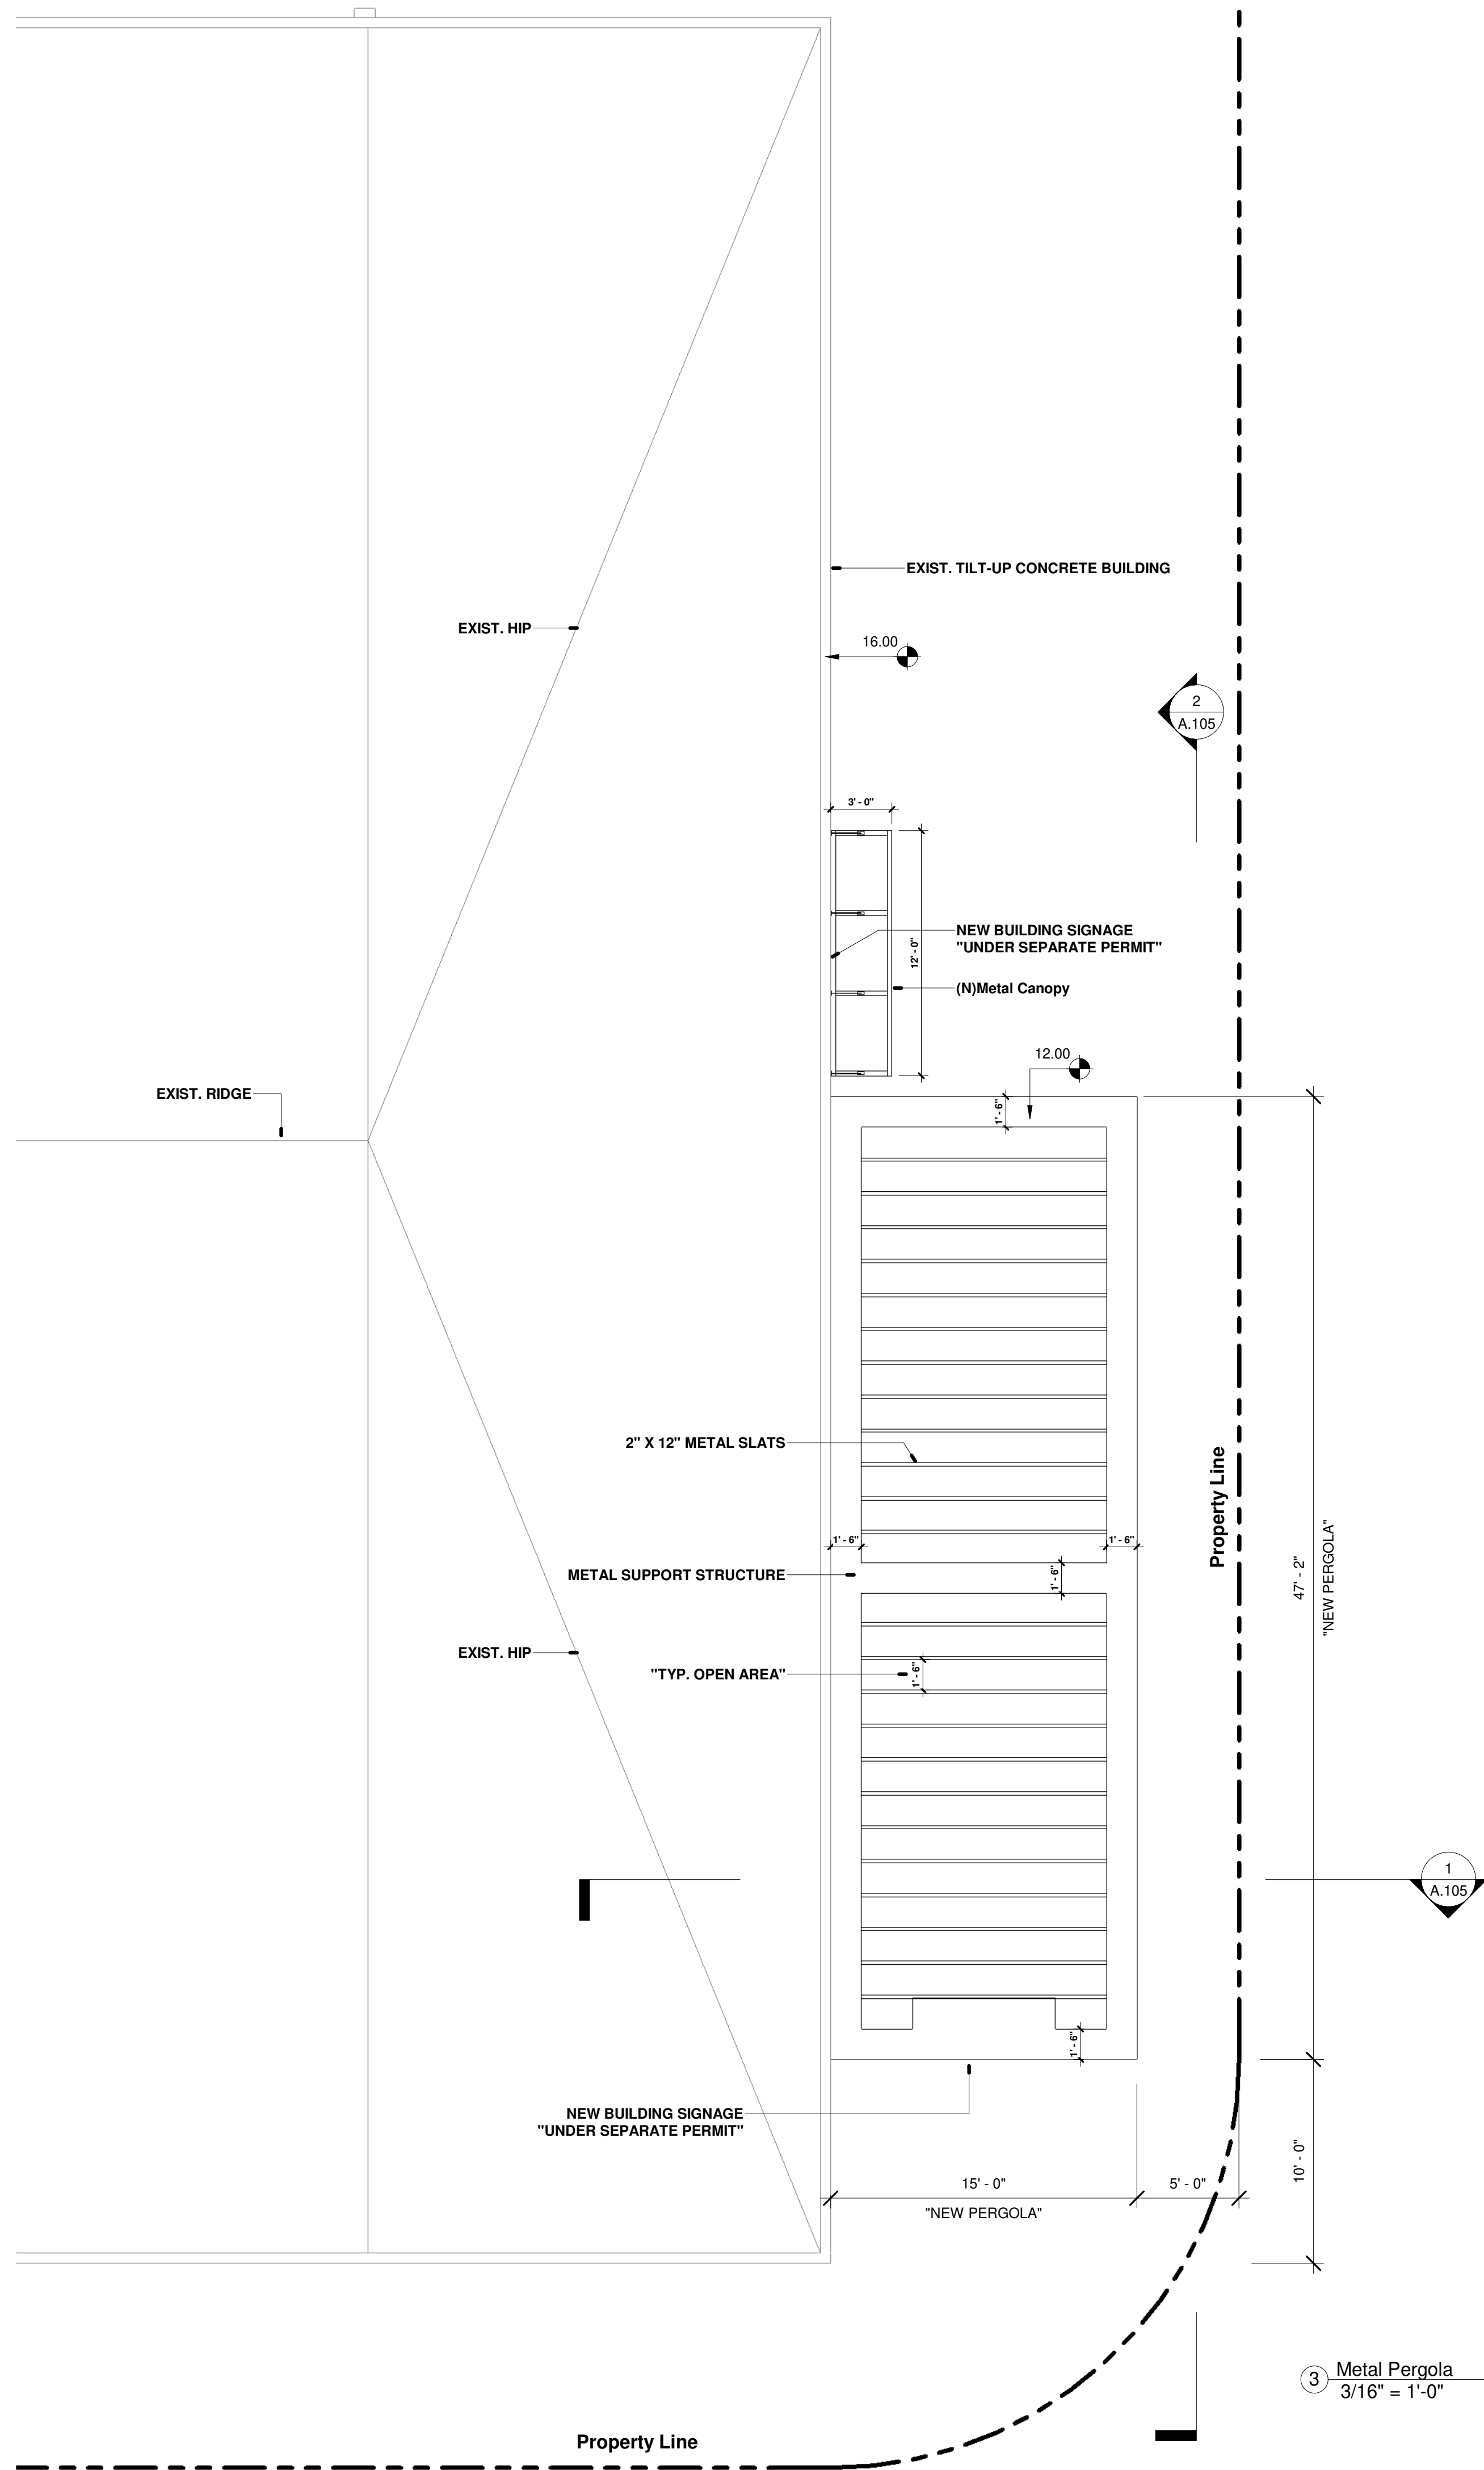 EXIST. TILT-UP CONCRETE BUILDING
EXIST. HIP
16.00
2
A.105
3' - 0"
12' - 0"
NEW BUILDING SIGNAGE
"UNDER SEPARATE PERMIT"
(N)Metal Canopy
12.00
EXIST. RIDGE
1' - 6"
2" X 12" METAL SLATS
Property Line
1' - 6"
1' - 6"
METAL SUPPORT STRUCTURE
1' - 6"
47' - 2"
"NEW PERGOLA"
EXIST. HIP
"TYP. OPEN AREA"
1' - 6"
1
A.105
1' - 6"
NEW BUILDING SIGNAGE
"UNDER SEPARATE PERMIT"
15' - 0"
"NEW PERGOLA"
5' - 0"
10' - 0"
3
Metal Pergola
3/16" = 1'-0"
Property Line